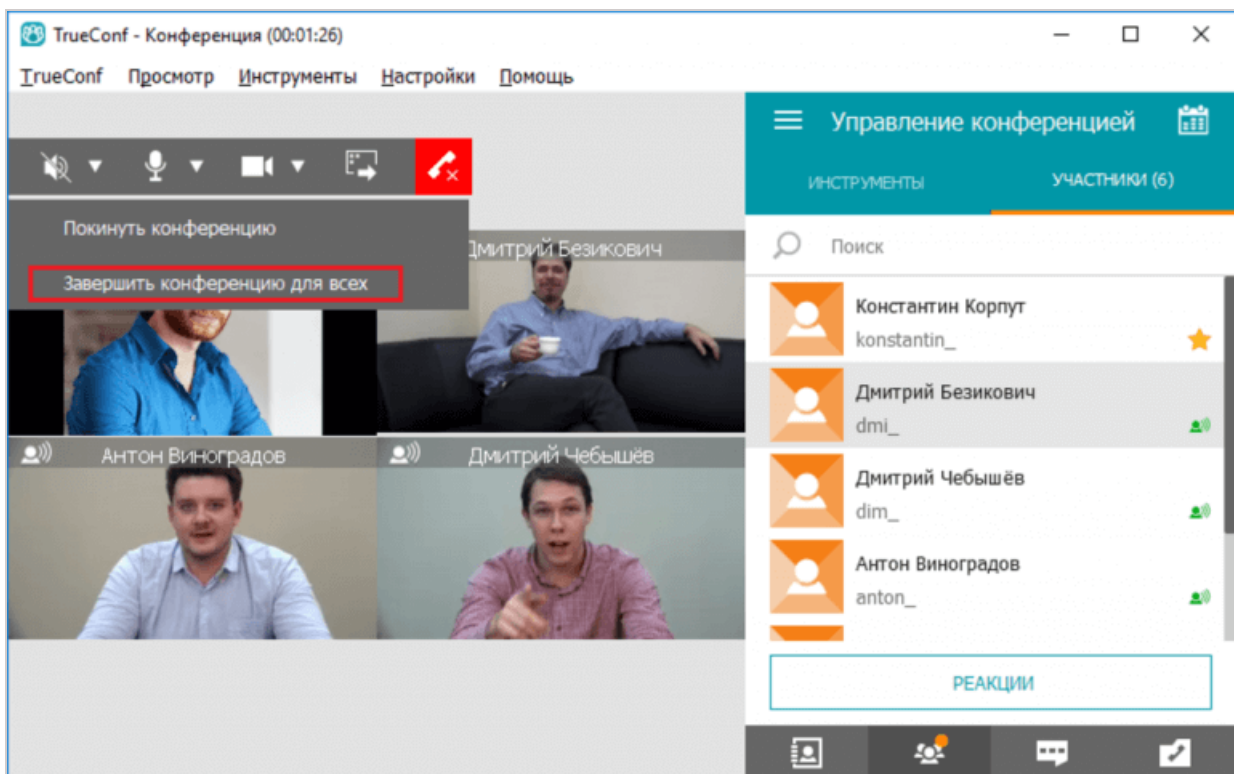 TrueConf - Конференция (00:01:26)
TrueConf Просмотр Инструменты Настройки Помощь
Покинуть конференцию
Завершить конференцию для всех
Дмитрий Безикович
Антон Виноградов
Дмитрий Чебышёв
Управление конференцией
ИНСТРУМЕНТЫ
УЧАСТНИКИ (6)
Поиск
Константин Корпут
konstantin_
Дмитрий Безикович
dmi_
Дмитрий Чебышёв
dim_
Антон Виноградов
anton_
РЕАКЦИИ